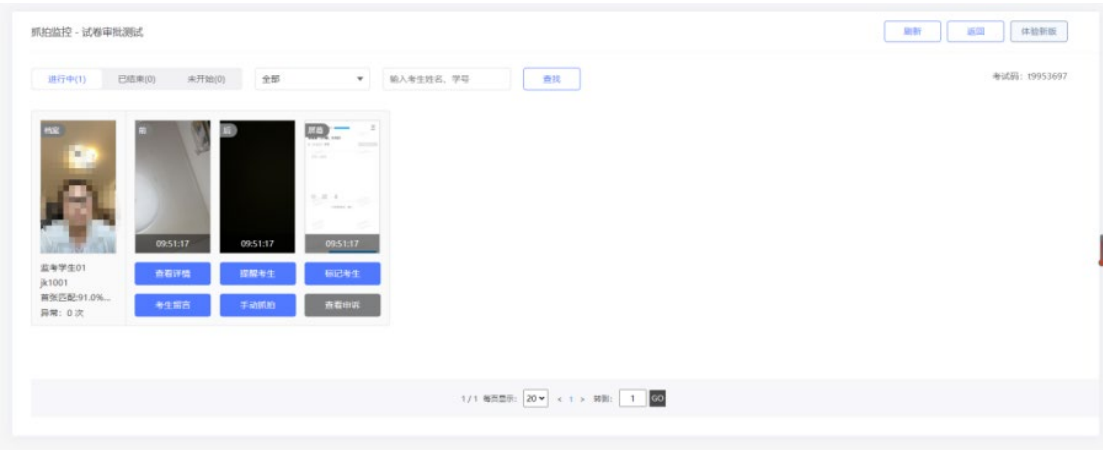 抓拍监控 - 试卷审批测试
刷新 返回 体验新版
进行中(1) 已结束(0) 未开始(0) 全部 输入考生姓名、学号 查找 考试码: t9953697
档案 前 后 屏幕
09:51:17 09:51:17 09:51:17
监考学生01
jk1001
首张匹配:91.0%...
异常: 0 次
查看详情 提醒考生 标记考生
考生留言 手动抓拍 查看申诉
1 / 1 每页显示: 20 < 1 > 转到: 1 GO